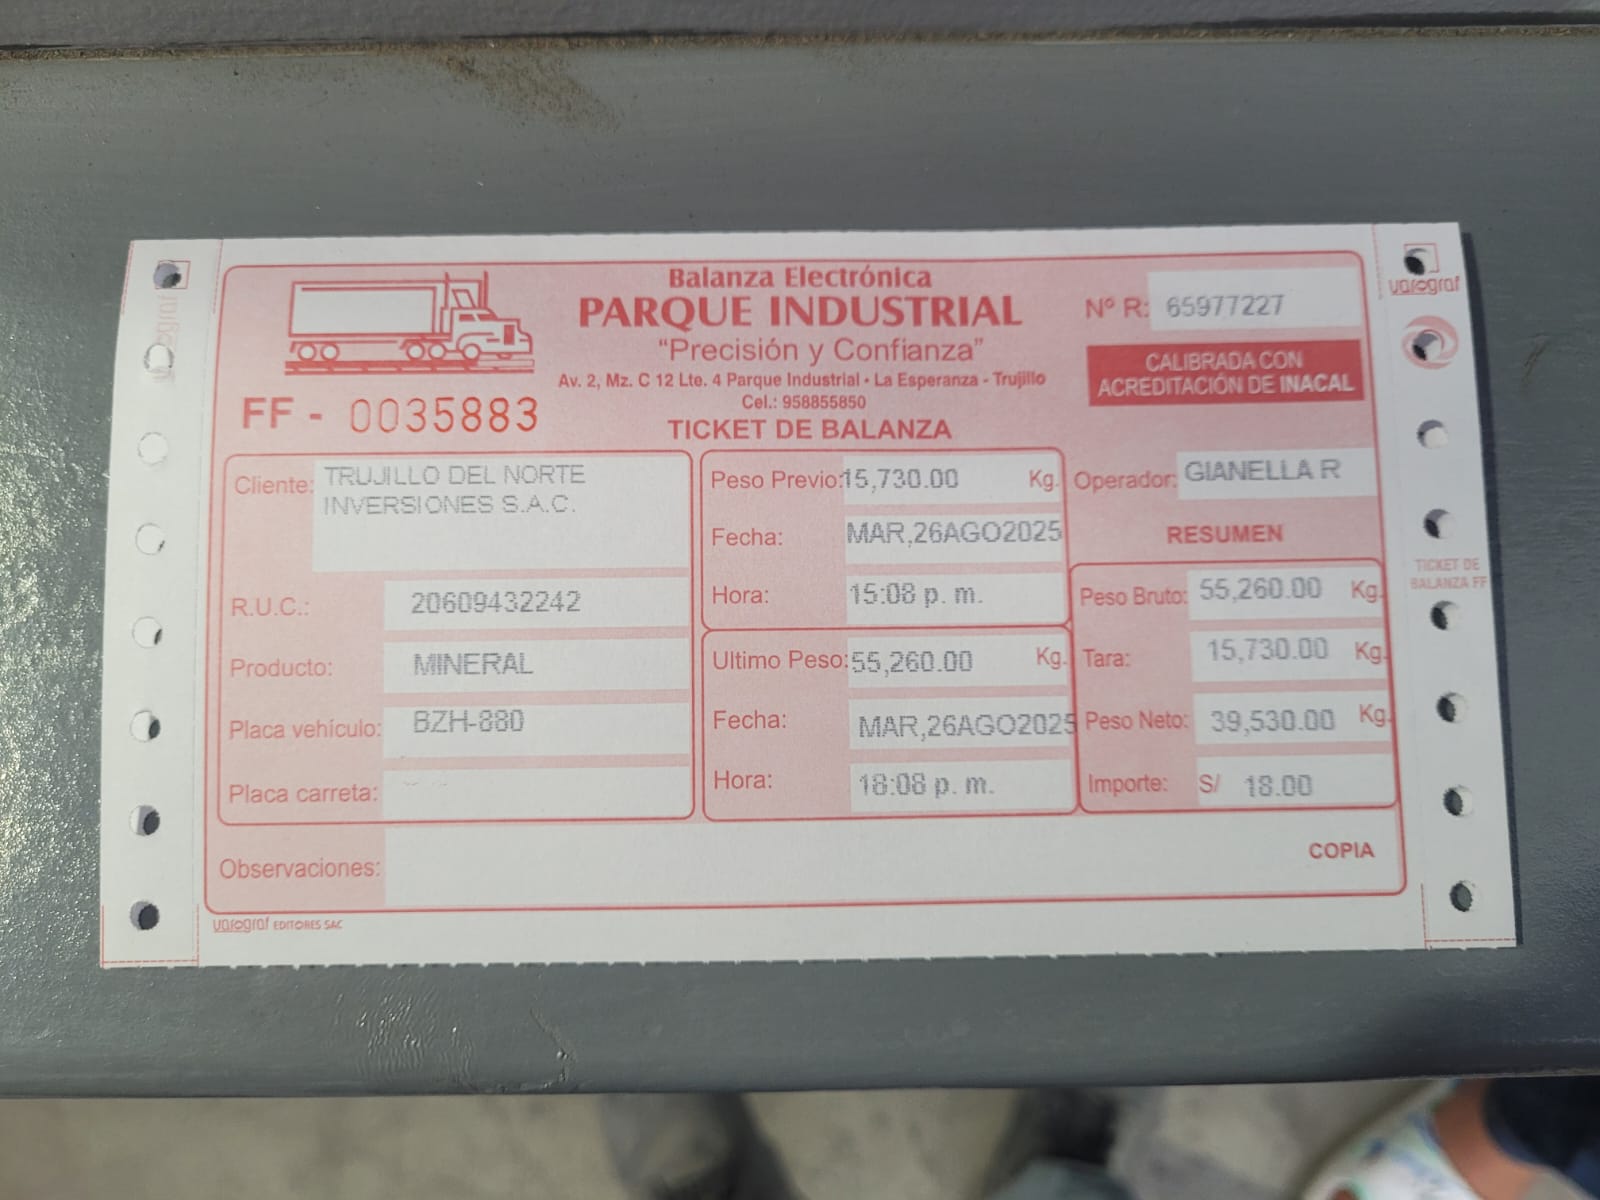 Balanza Electrónica
PARQUE INDUSTRIAL
"Precisión y Confianza"
Av. 2, Mz. C 12 Lte. 4 Parque Industrial • La Esperanza - Trujillo
Cel.: 958855850
TICKET DE BALANZA
FF - 0035883
Nº R: 65977227
CALIBRADA CON
ACREDITACIÓN DE INACAL
Cliente: TRUJILLO DEL NORTE
INVERSIONES S.A.C.
R.U.C.: 20609432242
Producto: MINERAL
Placa vehículo: BZH-880
Placa carreta:
Peso Previo: 15,730.00 Kg.
Fecha: MAR,26AGO2025
Hora: 15:08 p. m.
Ultimo Peso: 55,260.00 Kg.
Fecha: MAR,26AGO2025
Hora: 18:08 p. m.
Operador: GIANELLA R
RESUMEN
Peso Bruto: 55,260.00 Kg.
Tara: 15,730.00 Kg.
Peso Neto: 39,530.00 Kg.
Importe: S/ 18.00
Observaciones:
COPIA
varograf EDITORES SAC
varograf
varograf
TICKET DE
BALANZA FF